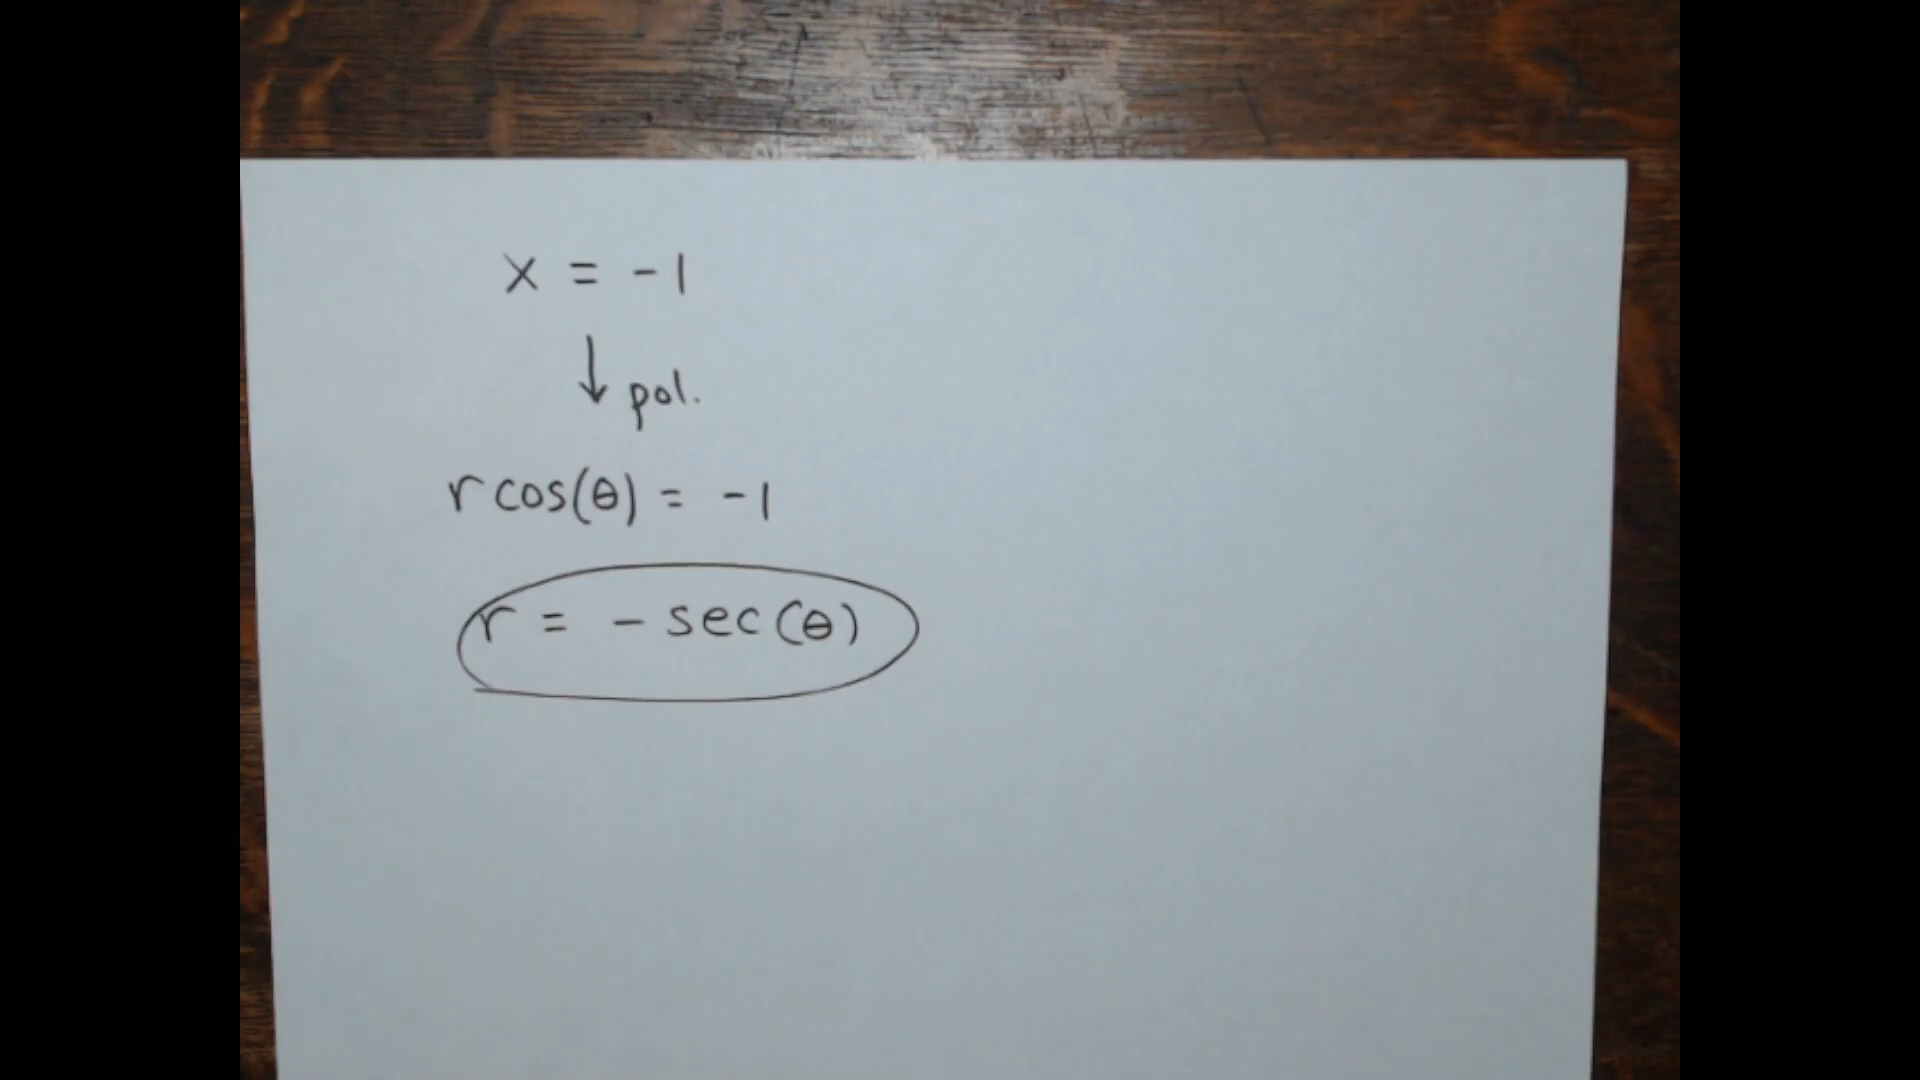 x = -1
↓ pol.
r cos(θ) = -1
r = - sec(θ)